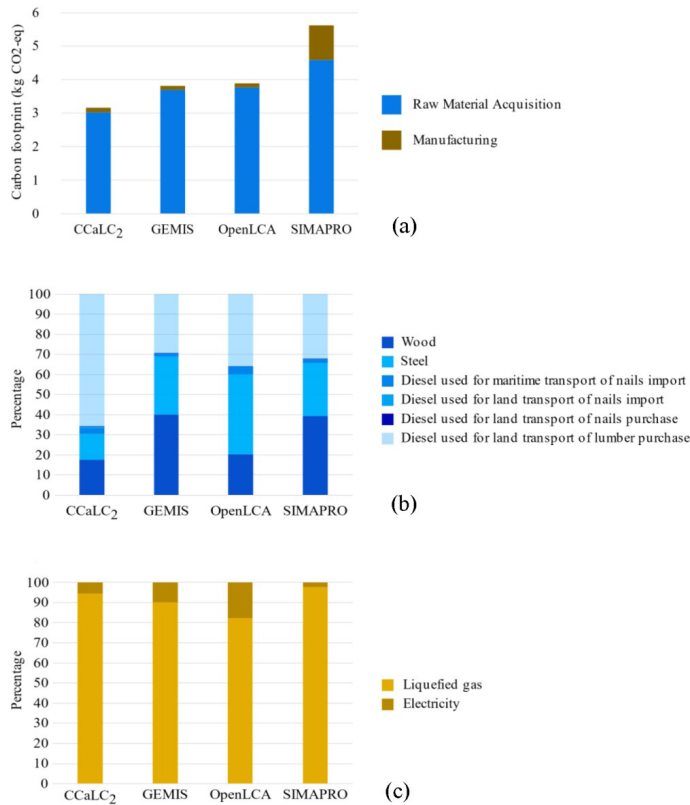 Carbon footprint (kg CO2-eq)
6
5
4
3
2
1
0
CCaLC2
GEMIS
OpenLCA
SIMAPRO
Raw Material Acquisition
Manufacturing
(a)
Percentage
100
90
80
70
60
50
40
30
20
10
0
CCaLC2
GEMIS
OpenLCA
SIMAPRO
Wood
Steel
Diesel used for maritime transport of nails import
Diesel used for land transport of nails import
Diesel used for land transport of nails purchase
Diesel used for land transport of lumber purchase
(b)
Percentage
100
90
80
70
60
50
40
30
20
10
0
CCaLC2
GEMIS
OpenLCA
SIMAPRO
Liquefied gas
Electricity
(c)